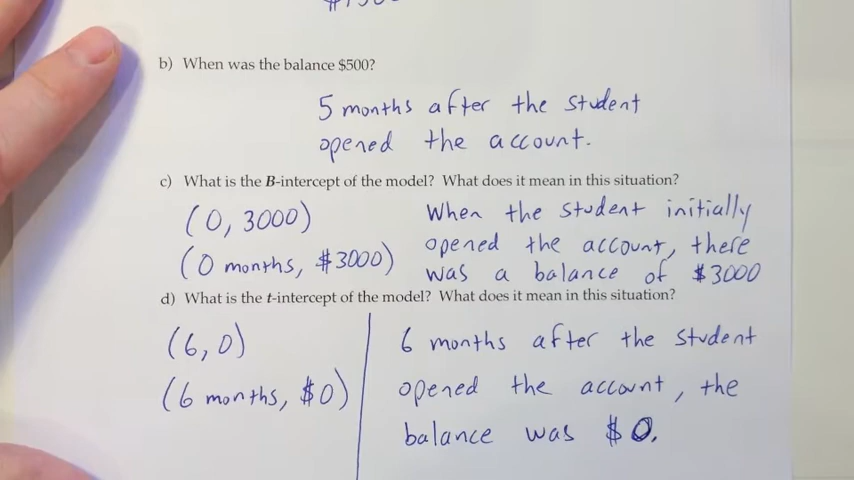 b) When was the balance $500?
5 months after the student
opened the account.
c) What is the B-intercept of the model? What does it mean in this situation?
(0, 3000) When the student initially
(0 months, $3000) opened the account, there
was a balance of $3000
d) What is the t-intercept of the model? What does it mean in this situation?
(6, 0) 6 months after the student
(6 months, $0) opened the account, the
balance was $0.